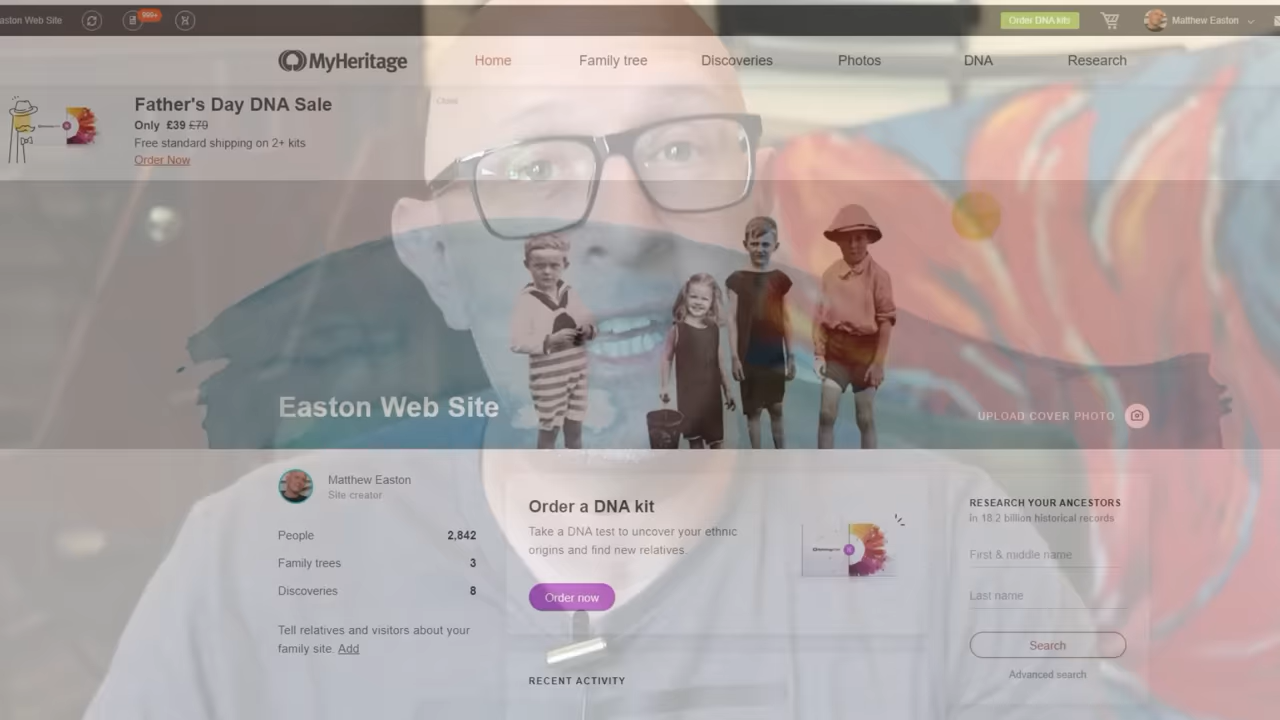 aston Web Site
999+
Order DNA kits
Matthew Easton
MyHeritage
Home
Family tree
Discoveries
Photos
DNA
Research
Father's Day DNA Sale
Only £39 £79
Free standard shipping on 2+ kits
Order Now
Close
Easton Web Site
UPLOAD COVER PHOTO
Matthew Easton
Site creator
People 2,842
Family trees 3
Discoveries 8
Tell relatives and visitors about your
family site. Add
Order a DNA kit
Take a DNA test to uncover your ethnic
origins and find new relatives.
Order now
RECENT ACTIVITY
RESEARCH YOUR ANCESTORS
in 18.2 billion historical records
First & middle name
Last name
Search
Advanced search